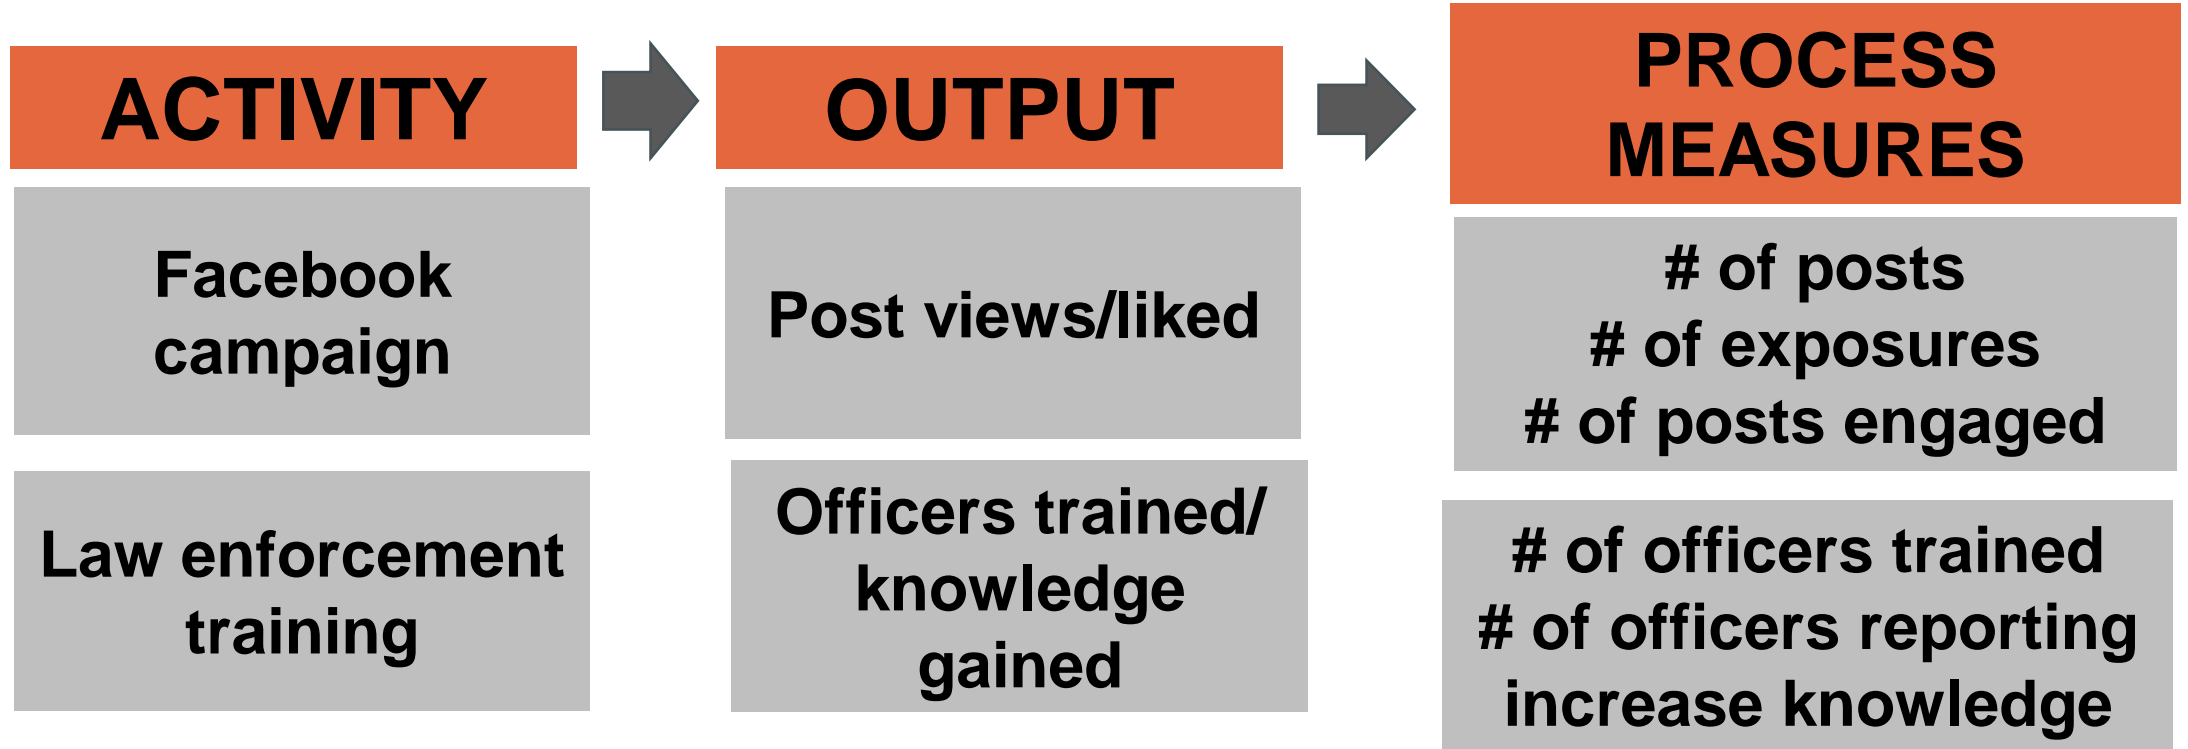 ACTIVITY
OUTPUT
PROCESS
MEASURES
Facebook
campaign
Post views/liked
# of posts
# of exposures
# of posts engaged
Law enforcement
training
Officers trained/
knowledge
gained
# of officers trained
# of officers reporting
increase knowledge